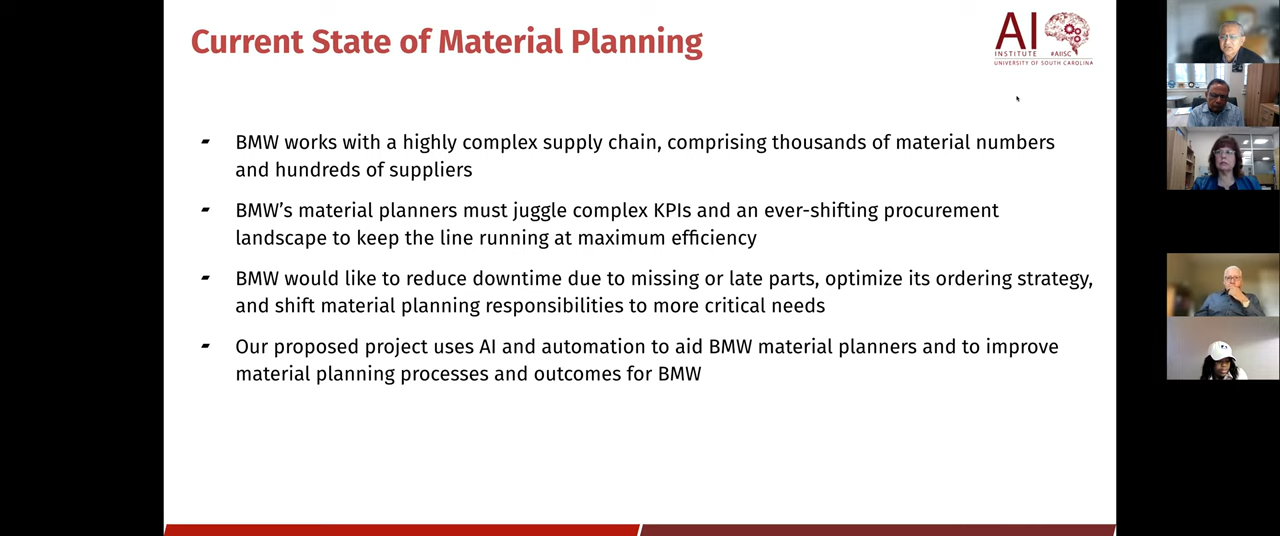 Current State of Material Planning
AI
INSTITUTE #AIISC
UNIVERSITY OF SOUTH CAROLINA
- BMW works with a highly complex supply chain, comprising thousands of material numbers
and hundreds of suppliers
- BMW’s material planners must juggle complex KPIs and an ever-shifting procurement
landscape to keep the line running at maximum efficiency
- BMW would like to reduce downtime due to missing or late parts, optimize its ordering strategy,
and shift material planning responsibilities to more critical needs
- Our proposed project uses AI and automation to aid BMW material planners and to improve
material planning processes and outcomes for BMW